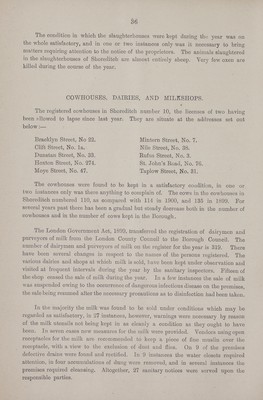 56
The condition in which the slaughterhouses were kept during the year was on
the whole satisfactory, and in one or two instances only was it necessary to bring
matters requiring attention to the notice of the proprietors. The animals slaughtered
in the slaughterhouses of Shoreditch are almost entirely sheep. Very few oxen are
killed during the course of the year.
COWHOUSES, DAIRIES, AND MILKSHOPS.
The registered cowhouses in Shoreditch number 10, the licences of two having
been allowed to lapse since last year. They are situate at the addresses set out
below:—
Brooklyn Street, No 22.
Clift Street, No. 1a.
Dunston Street, No. 23.
Hoxton Street, No. 274.
Mays Street, No. 47.
Mintern Street, No. 7.
Nile Street, No. 30.
Rufus Street, No. 3.
St. John's Road, No. 75.
Taplow Street, No. 21.
The cowhouses were found to be kept in a satisfactory condition, in one or
two instances only was there anything to complain of. The cows in the cowhouses in
Shoreditch numbered 113, as compared with 114 in 1900, and 135 in 1899. For
several years past there has been a gradual but steady decrease both in the number of
cowhouses and in the number of cows kept in the Borough.
The London Government Act, 1899, transferred the registration of dairymen and
purveyors of milk from the London County Council to the Borough Council. The
number of dairymen and purveyors of milk on the register for the year is 312. There
have been several changes in respect to the names of the persons registered. The
various dairies and shops at which milk is sold, have been kept under observation and
visited at frequent intervals during the year by the sanitary inspectors. Fifteen of
the shop ceased the sale of milk during the year. In a few instances the sale of milk
was suspended owing to the occurrence of dangerous infectious disease on the premises,
the sale being resumed after the necessary precautions as to disinfection had been taken.
In the majority the milk was found to be sold under conditions which may be
regarded as satisfactory, in 27 instances, however, warnings were necessary by reason
of the milk utensils not being kept in as cleanly a condition as they ought to have
been. In seven cases new measures for the milk were provided. Vendors using open
receptacles for the milk are recommended to keep a piece of fine muslin over the
receptacle, with a view to the exclusion of dust and flies. On 9 of the premises
defective drains were found and rectified. In 3 instances the water closets required
attention, in four accumulations of dung were removed, and in several instances the
premises required cleansing. Altogether, 37 sanitary notices were served upon the
responsible parties.